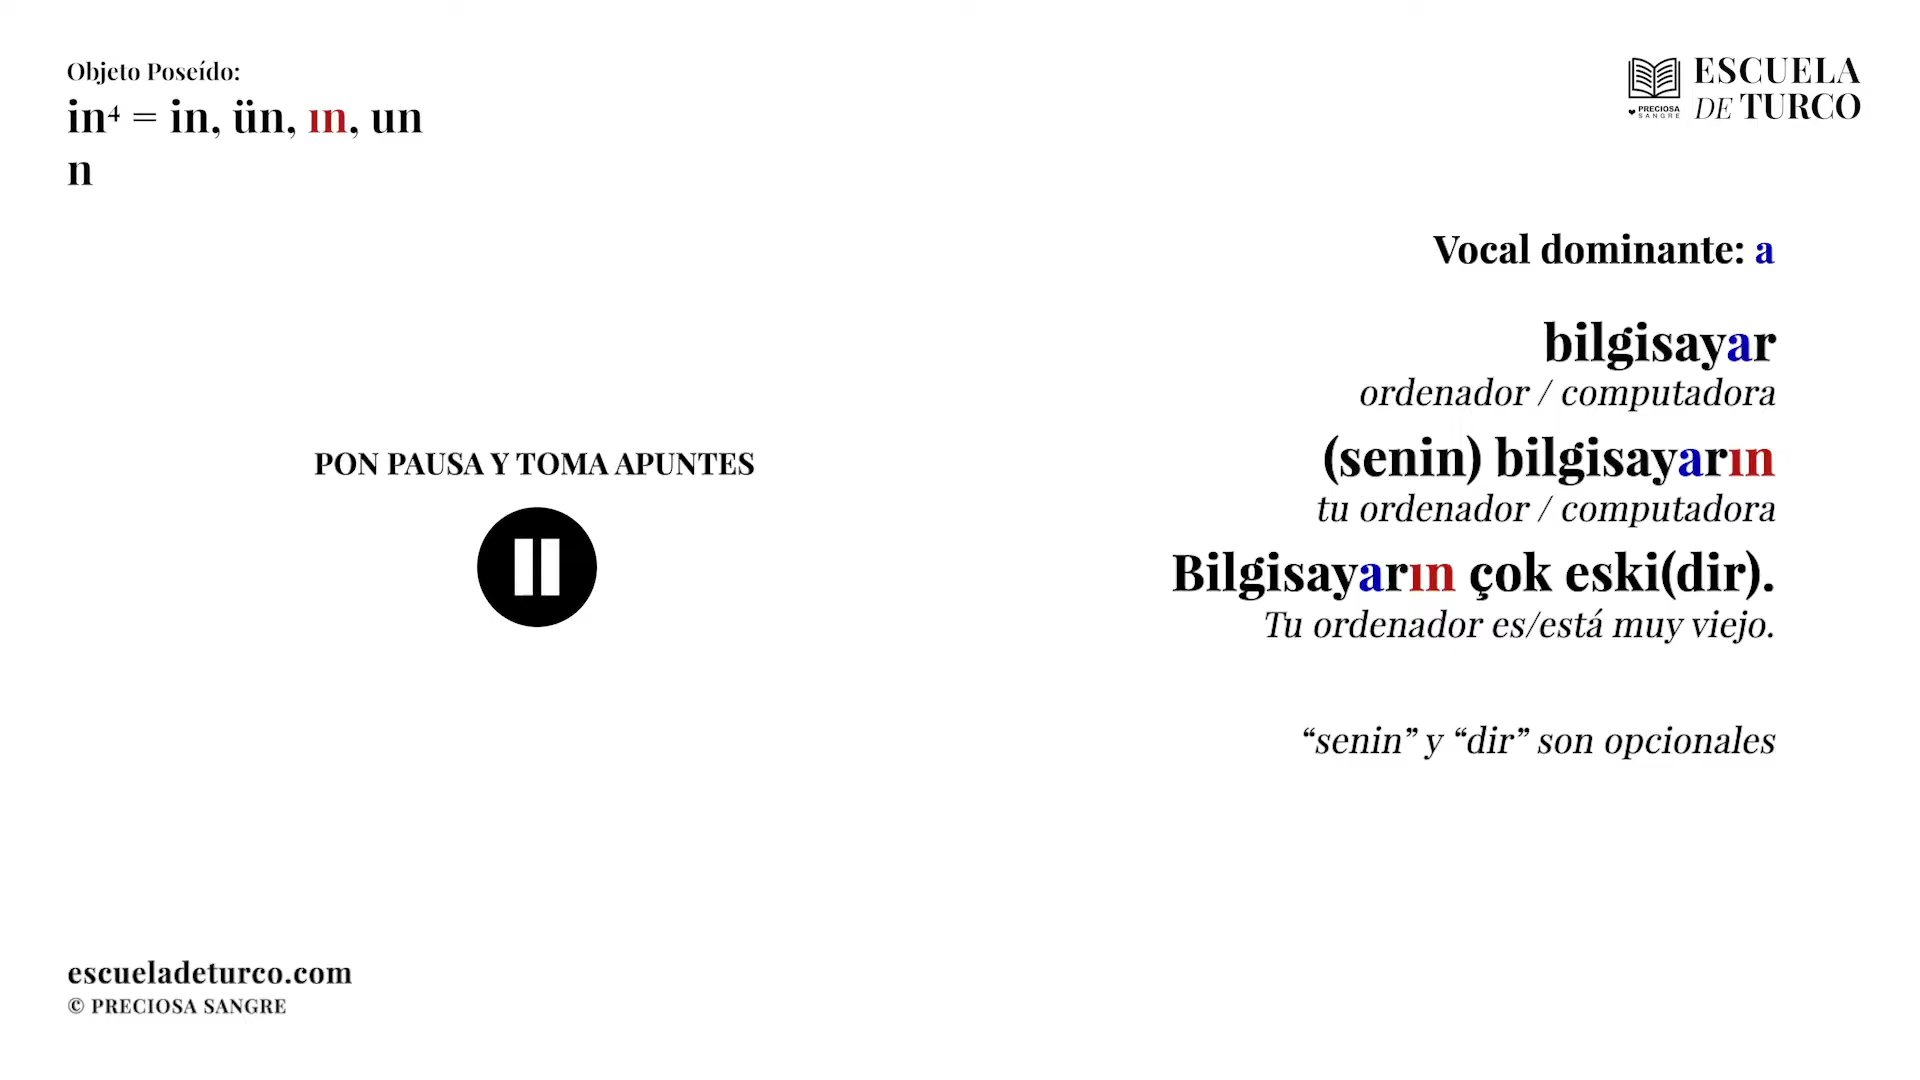 Objeto Poseído:
in⁴ = in, ün, ın, un
n
PRECIOSA
SANGRE
ESCUELA
DE TURCO
Vocal dominante: a
bilgisayar
ordenador / computadora
(senin) bilgisayarın
tu ordenador / computadora
Bilgisayarın çok eski(dir).
Tu ordenador es/está muy viejo.
“senin” y “dir” son opcionales
PON PAUSA Y TOMA APUNTES
escueladeturco.com
© PRECIOSA SANGRE